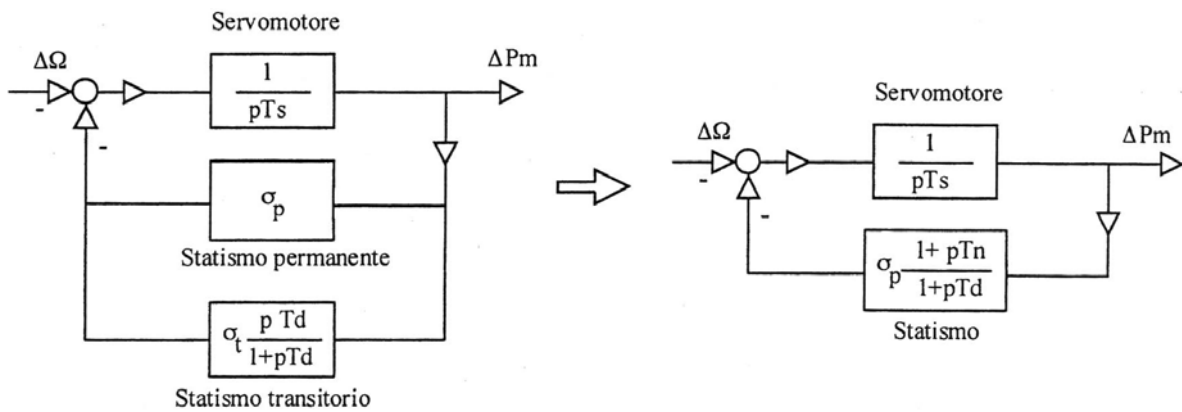 Servomotore
ΔΩ
ΔPm
1
pTs
-
-
σp
Statismo permanente
σt p Td
1+pTd
Statismo transitorio
Servomotore
ΔΩ
ΔPm
1
pTs
-
-
σp 1+ pTn
1+pTd
Statismo